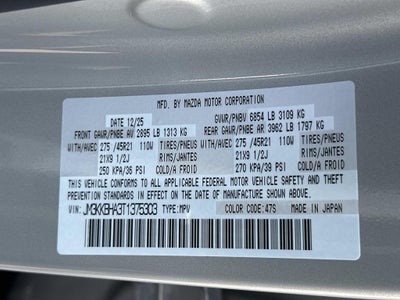 MFD. BY MAZDA MOTOR CORPORATION
DATE 12/25 GVWR/PNBV 6854 LB 3109 KG
FRONT GAWR/PNBE AV 2895 LB 1313 KG REAR GAWR/PNBE AR 3962 LB 1797 KG
WITH/AVEC 275 /45R21 110W TIRES/PNEUS WITH/AVEC 275 /45R21 110W TIRES/PNEUS
21X9 1/2J RIMS/JANTE 21X9 1/2J RIMS/JANTE
250 KPA/36 PSI COLD/A FROID 270 KPA/39 PSI COLD/A FROID
THIS VEHICLE CONFORMS TO ALL APPLICABLE FEDERAL MOTOR VEHICLE SAFETY AND THEFT
PREVENTION STANDARDS IN EFFECT ON THE DATE OF MANUFACTURE SHOWN ABOVE.
VIN: JM3KKBHA3T1375303 TYPE:MPV COLOR CODE:47S MADE IN JAPAN